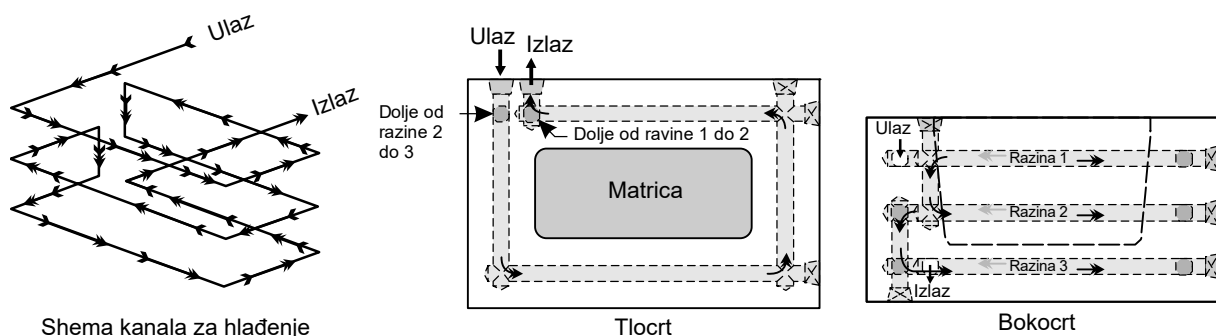 Ulaz
Izlaz
Shema kanala za hlađenje
Ulaz
Izlaz
Dolje od
razine 2
do 3
Dolje od ravine 1 do 2
Matrica
Tlocrt
Ulaz
Razina 1
Razina 2
Razina 3
Izlaz
Bokocrt